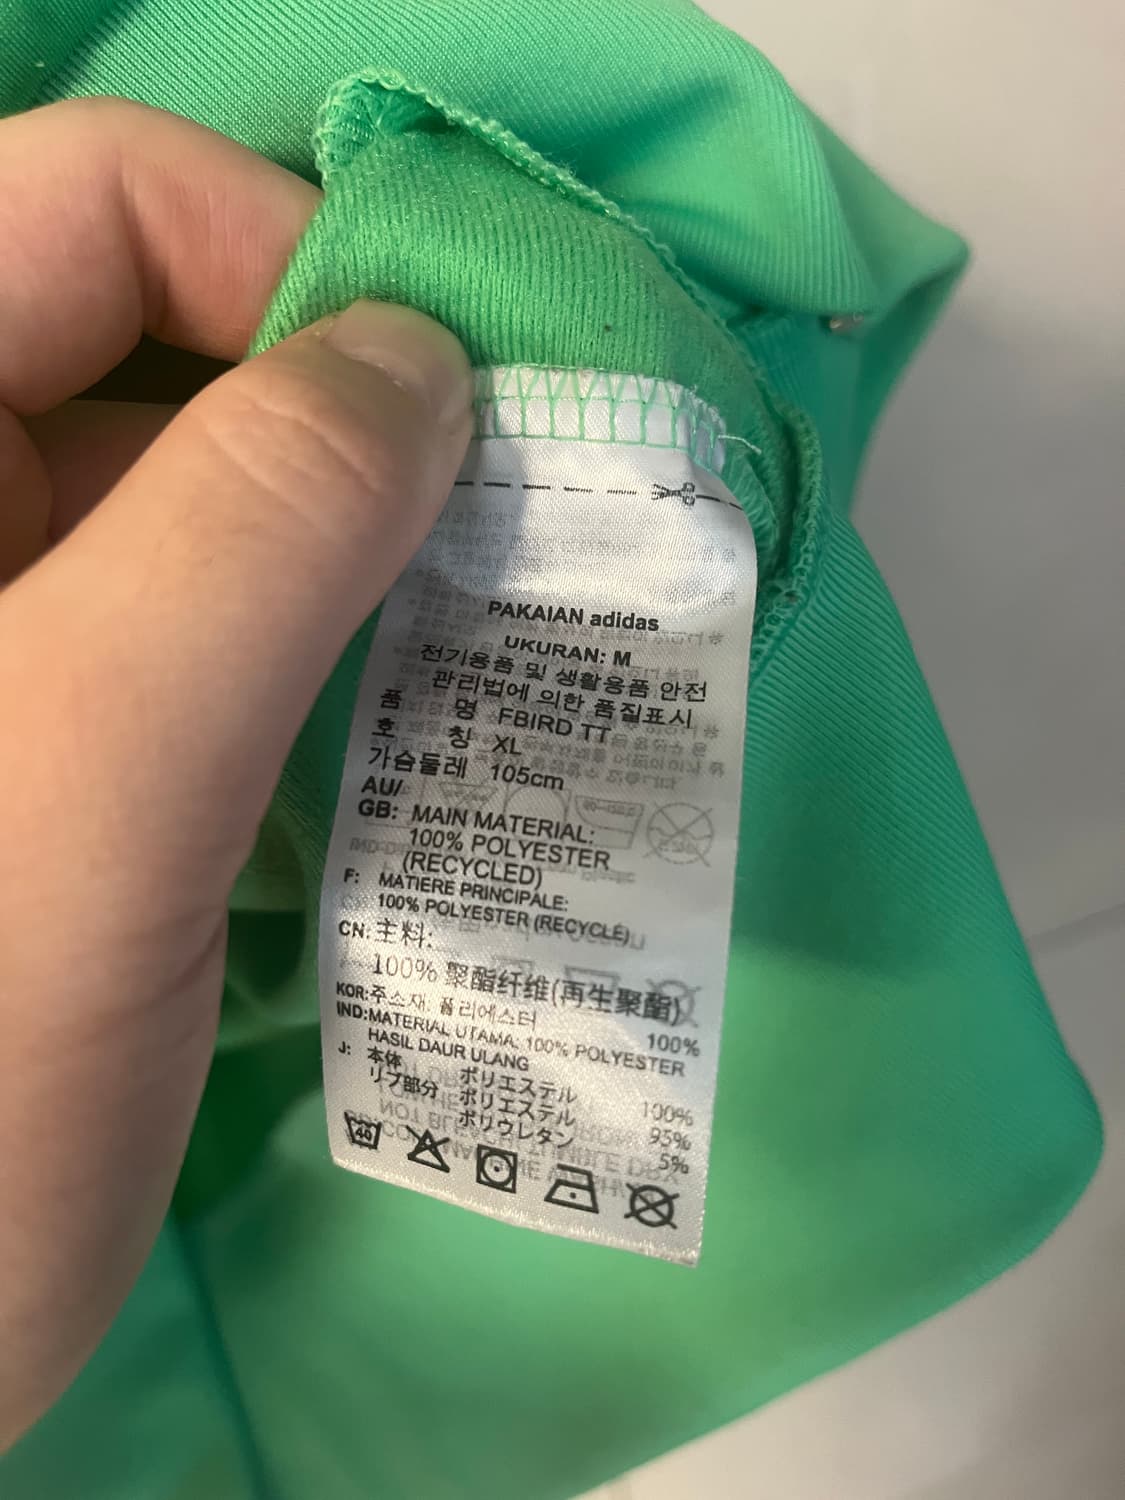 PAKAIAN adidas
UKURAN: M
전기용품 및 생활용품 안전
관리법에 의한 품질표시
품 명 FBIRD TT
호 칭 XL
가슴둘레 105cm
AU/
GB: MAIN MATERIAL:
100% POLYESTER
(RECYCLED)
F: MATIERE PRINCIPALE:
100% POLYESTER (RECYCLÉ)
CN: 主料:
100% 聚酯纤维(再生聚酯)
KOR:주소재. 폴리에스터 100%
IND:MATERIAL UTAMA: 100% POLYESTER
HASIL DAUR ULANG
J: 本体 ポリエステル 100%
リブ部分 ポリエステル 95%
ポリウレタン 5%
40